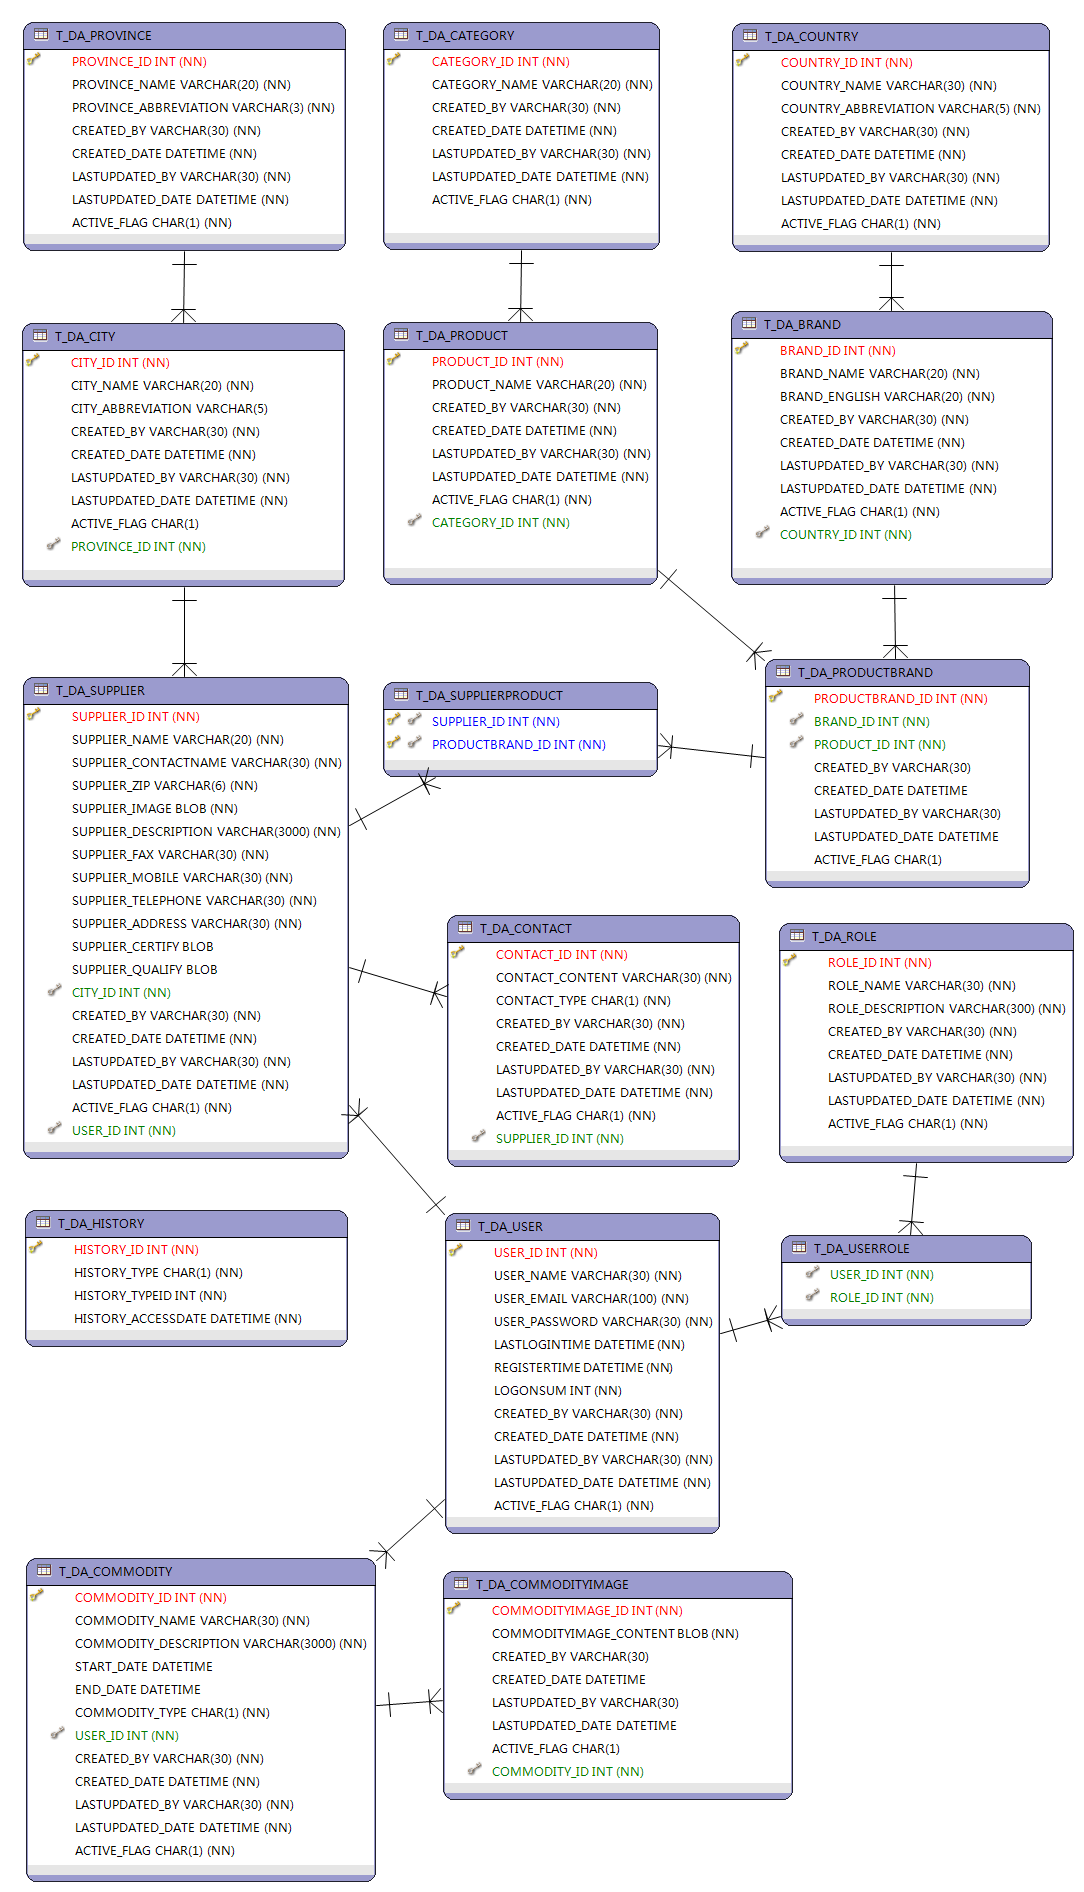 T_DA_PROVINCE
PROVINCE_ID INT (NN)
PROVINCE_NAME VARCHAR(20) (NN)
PROVINCE_ABBREVIATION VARCHAR(3) (NN)
CREATED_BY VARCHAR(30) (NN)
CREATED_DATE DATETIME (NN)
LASTUPDATED_BY VARCHAR(30) (NN)
LASTUPDATED_DATE DATETIME (NN)
ACTIVE_FLAG CHAR(1) (NN)
T_DA_CATEGORY
CATEGORY_ID INT (NN)
CATEGORY_NAME VARCHAR(20) (NN)
CREATED_BY VARCHAR(30) (NN)
CREATED_DATE DATETIME (NN)
LASTUPDATED_BY VARCHAR(30) (NN)
LASTUPDATED_DATE DATETIME (NN)
ACTIVE_FLAG CHAR(1) (NN)
T_DA_COUNTRY
COUNTRY_ID INT (NN)
COUNTRY_NAME VARCHAR(30) (NN)
COUNTRY_ABBREVIATION VARCHAR(5) (NN)
CREATED_BY VARCHAR(30) (NN)
CREATED_DATE DATETIME (NN)
LASTUPDATED_BY VARCHAR(30) (NN)
LASTUPDATED_DATE DATETIME (NN)
ACTIVE_FLAG CHAR(1) (NN)
T_DA_CITY
CITY_ID INT (NN)
CITY_NAME VARCHAR(20) (NN)
CITY_ABBREVIATION VARCHAR(5)
CREATED_BY VARCHAR(30) (NN)
CREATED_DATE DATETIME (NN)
LASTUPDATED_BY VARCHAR(30) (NN)
LASTUPDATED_DATE DATETIME (NN)
ACTIVE_FLAG CHAR(1)
PROVINCE_ID INT (NN)
T_DA_PRODUCT
PRODUCT_ID INT (NN)
PRODUCT_NAME VARCHAR(20) (NN)
CREATED_BY VARCHAR(30) (NN)
CREATED_DATE DATETIME (NN)
LASTUPDATED_BY VARCHAR(30) (NN)
LASTUPDATED_DATE DATETIME (NN)
ACTIVE_FLAG CHAR(1) (NN)
CATEGORY_ID INT (NN)
T_DA_BRAND
BRAND_ID INT (NN)
BRAND_NAME VARCHAR(20) (NN)
BRAND_ENGLISH VARCHAR(20) (NN)
CREATED_BY VARCHAR(30) (NN)
CREATED_DATE DATETIME (NN)
LASTUPDATED_BY VARCHAR(30) (NN)
LASTUPDATED_DATE DATETIME (NN)
ACTIVE_FLAG CHAR(1) (NN)
COUNTRY_ID INT (NN)
T_DA_SUPPLIER
SUPPLIER_ID INT (NN)
SUPPLIER_NAME VARCHAR(20) (NN)
SUPPLIER_CONTACTNAME VARCHAR(30) (NN)
SUPPLIER_ZIP VARCHAR(6) (NN)
SUPPLIER_IMAGE BLOB (NN)
SUPPLIER_DESCRIPTION VARCHAR(3000) (NN)
SUPPLIER_FAX VARCHAR(30) (NN)
SUPPLIER_MOBILE VARCHAR(30) (NN)
SUPPLIER_TELEPHONE VARCHAR(30) (NN)
SUPPLIER_ADDRESS VARCHAR(30) (NN)
SUPPLIER_CERTIFY BLOB
SUPPLIER_QUALIFY BLOB
CITY_ID INT (NN)
CREATED_BY VARCHAR(30) (NN)
CREATED_DATE DATETIME (NN)
LASTUPDATED_BY VARCHAR(30) (NN)
LASTUPDATED_DATE DATETIME (NN)
ACTIVE_FLAG CHAR(1) (NN)
USER_ID INT (NN)
T_DA_SUPPLIERPRODUCT
SUPPLIER_ID INT (NN)
PRODUCTBRAND_ID INT (NN)
T_DA_PRODUCTBRAND
PRODUCTBRAND_ID INT (NN)
BRAND_ID INT (NN)
PRODUCT_ID INT (NN)
CREATED_BY VARCHAR(30)
CREATED_DATE DATETIME
LASTUPDATED_BY VARCHAR(30)
LASTUPDATED_DATE DATETIME
ACTIVE_FLAG CHAR(1)
T_DA_CONTACT
CONTACT_ID INT (NN)
CONTACT_CONTENT VARCHAR(30) (NN)
CONTACT_TYPE CHAR(1) (NN)
CREATED_BY VARCHAR(30) (NN)
CREATED_DATE DATETIME (NN)
LASTUPDATED_BY VARCHAR(30) (NN)
LASTUPDATED_DATE DATETIME (NN)
ACTIVE_FLAG CHAR(1) (NN)
SUPPLIER_ID INT (NN)
T_DA_ROLE
ROLE_ID INT (NN)
ROLE_NAME VARCHAR(30) (NN)
ROLE_DESCRIPTION VARCHAR(300) (NN)
CREATED_BY VARCHAR(30) (NN)
CREATED_DATE DATETIME (NN)
LASTUPDATED_BY VARCHAR(30) (NN)
LASTUPDATED_DATE DATETIME (NN)
ACTIVE_FLAG CHAR(1) (NN)
T_DA_HISTORY
HISTORY_ID INT (NN)
HISTORY_TYPE CHAR(1) (NN)
HISTORY_TYPEID INT (NN)
HISTORY_ACCESSDATE DATETIME (NN)
T_DA_USER
USER_ID INT (NN)
USER_NAME VARCHAR(30) (NN)
USER_EMAIL VARCHAR(100) (NN)
USER_PASSWORD VARCHAR(30) (NN)
LASTLOGINTIME DATETIME (NN)
REGISTERTIME DATETIME (NN)
LOGONSUM INT (NN)
CREATED_BY VARCHAR(30) (NN)
CREATED_DATE DATETIME (NN)
LASTUPDATED_BY VARCHAR(30) (NN)
LASTUPDATED_DATE DATETIME (NN)
ACTIVE_FLAG CHAR(1) (NN)
T_DA_USERROLE
USER_ID INT (NN)
ROLE_ID INT (NN)
T_DA_COMMODITY
COMMODITY_ID INT (NN)
COMMODITY_NAME VARCHAR(30) (NN)
COMMODITY_DESCRIPTION VARCHAR(3000) (NN)
START_DATE DATETIME
END_DATE DATETIME
COMMODITY_TYPE CHAR(1) (NN)
USER_ID INT (NN)
CREATED_BY VARCHAR(30) (NN)
CREATED_DATE DATETIME (NN)
LASTUPDATED_BY VARCHAR(30) (NN)
LASTUPDATED_DATE DATETIME (NN)
ACTIVE_FLAG CHAR(1) (NN)
T_DA_COMMODITYIMAGE
COMMODITYIMAGE_ID INT (NN)
COMMODITYIMAGE_CONTENT BLOB (NN)
CREATED_BY VARCHAR(30)
CREATED_DATE DATETIME
LASTUPDATED_BY VARCHAR(30)
LASTUPDATED_DATE DATETIME
ACTIVE_FLAG CHAR(1)
COMMODITY_ID INT (NN)